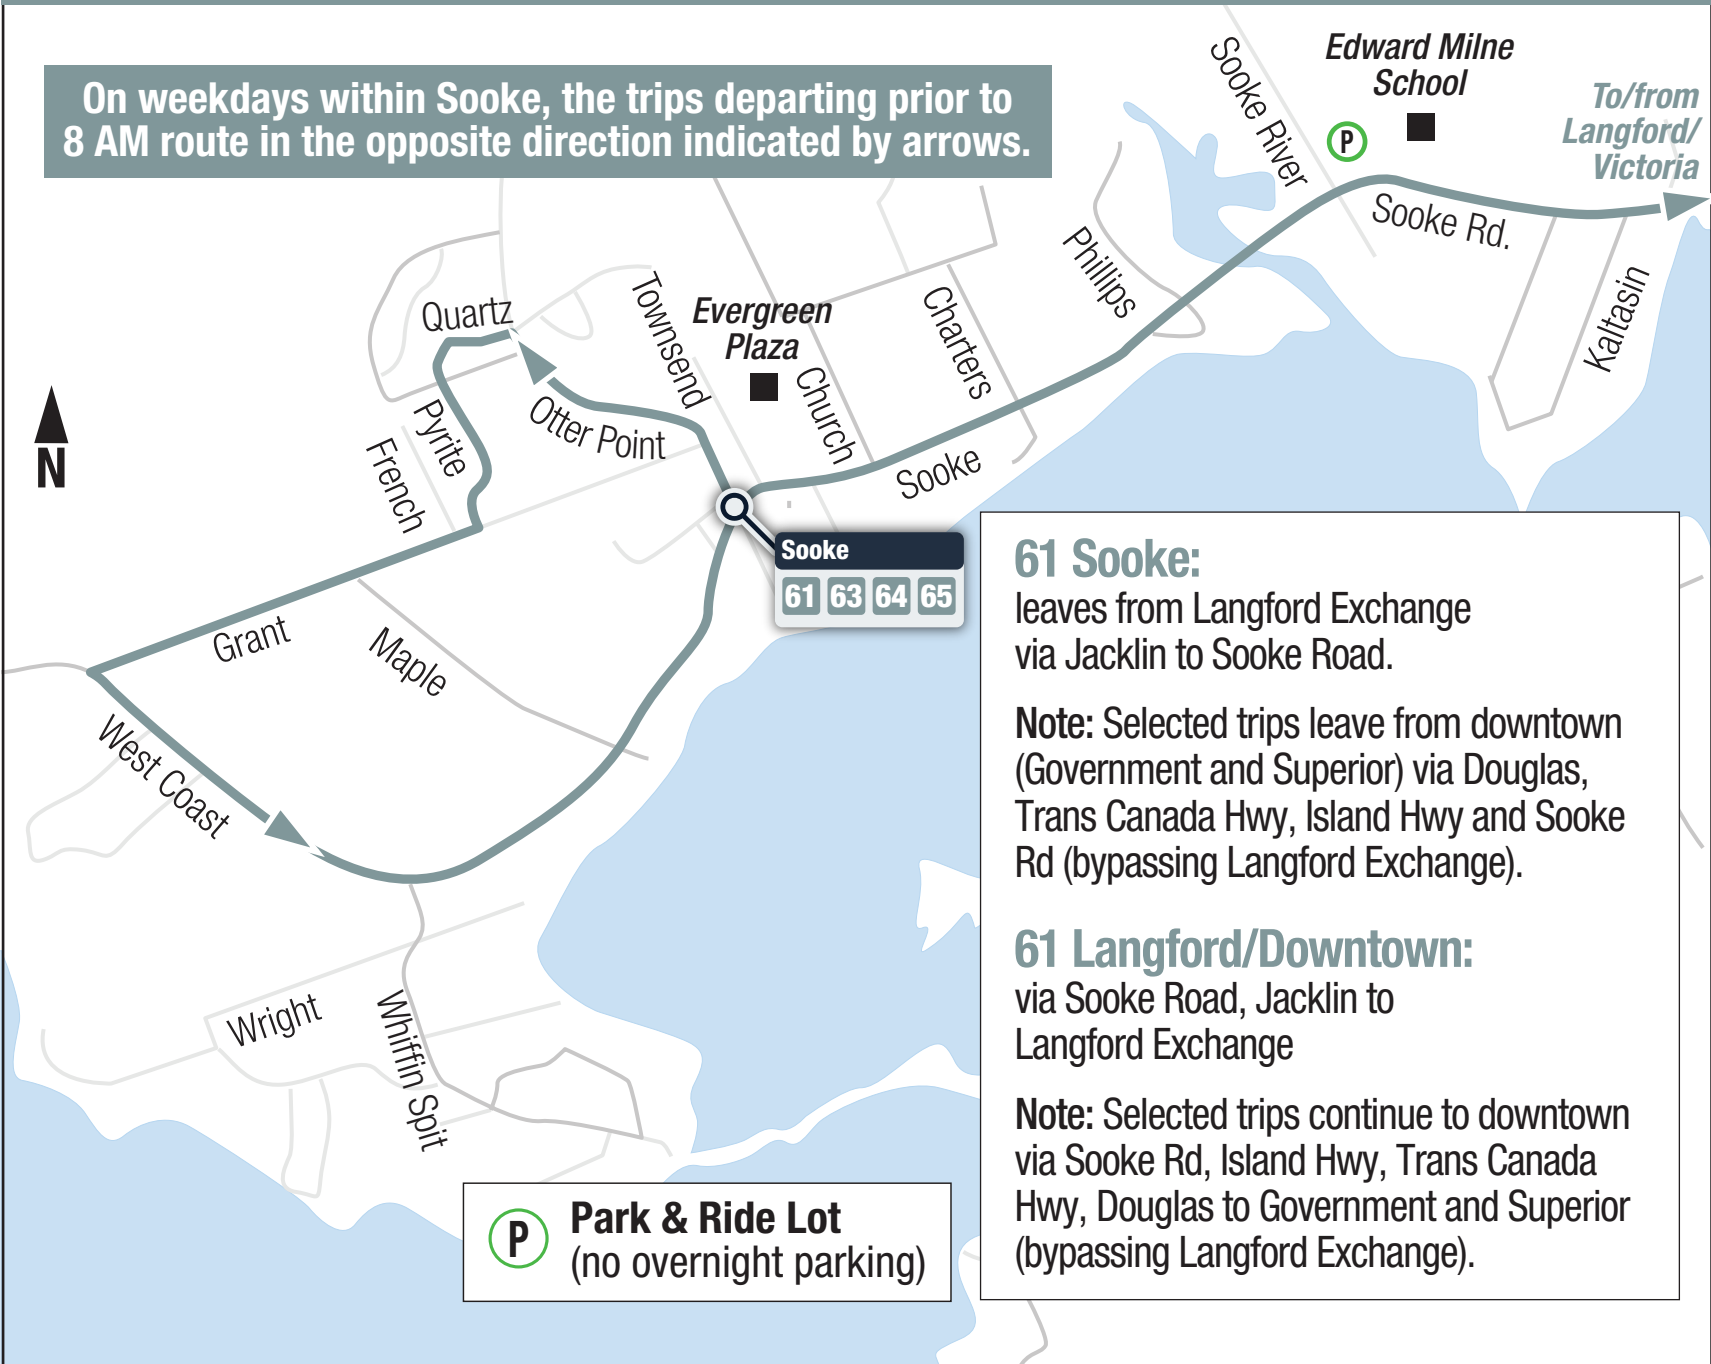 On weekdays within Sooke, the trips departing prior to
8 AM route in the opposite direction indicated by arrows.
Edward Milne
School
P
To/from
Langford/
Victoria
Sooke River
Sooke Rd.
Kaltasin
Phillips
Charters
Church
Townsend
Evergreen
Plaza
Quartz
Otter Point
Pyrite
French
N
Sooke
Sooke
61 63 64 65
Grant
Maple
West Coast
Wright
Whiffin Spit
61 Sooke:
leaves from Langford Exchange
via Jacklin to Sooke Road.
Note: Selected trips leave from downtown
(Government and Superior) via Douglas,
Trans Canada Hwy, Island Hwy and Sooke
Rd (bypassing Langford Exchange).
61 Langford/Downtown:
via Sooke Road, Jacklin to
Langford Exchange
Note: Selected trips continue to downtown
via Sooke Rd, Island Hwy, Trans Canada
Hwy, Douglas to Government and Superior
(bypassing Langford Exchange).
P
Park & Ride Lot
(no overnight parking)